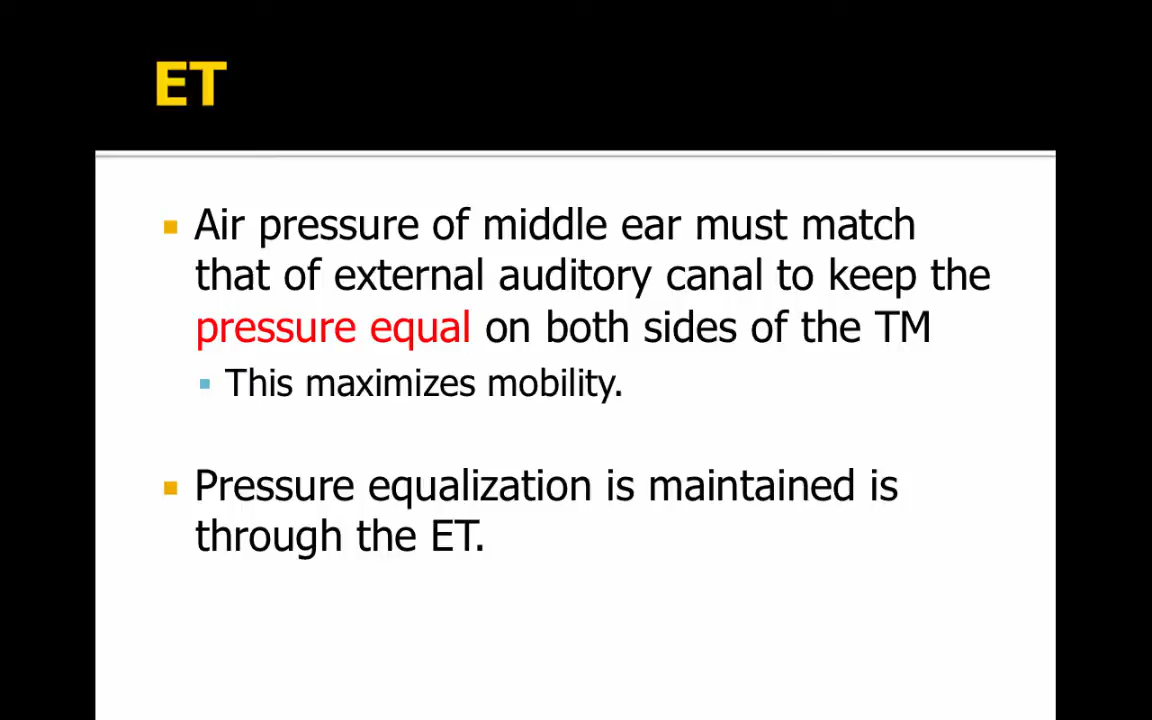 ET
Air pressure of middle ear must match
that of external auditory canal to keep the
pressure equal on both sides of the TM
This maximizes mobility.
Pressure equalization is maintained is
through the ET.